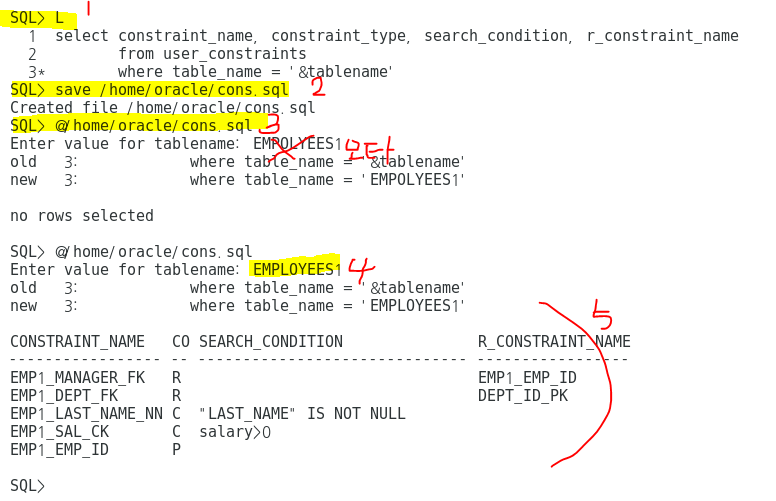 SQL> L 1
1 select constraint_name, constraint_type, search_condition, r_constraint_name
2 from user_constraints
3* where table_name = '&tablename'
SQL> save /home/oracle/cons.sql 2
Created file /home/oracle/cons.sql
SQL> @/home/oracle/cons.sql 3
Enter value for tablename: EMPOLYEES1 오타
old 3: where table_name = '&tablename'
new 3: where table_name = 'EMPOLYEES1'
no rows selected
SQL> @/home/oracle/cons.sql
Enter value for tablename: EMPLOYEES1 4
old 3: where table_name = '&tablename'
new 3: where table_name = 'EMPLOYEES1'
5
CONSTRAINT_NAME CO SEARCH_CONDITION R_CONSTRAINT_NAME
---------------- -- ------------------------------ -----------------
EMP1_MANAGER_FK R EMP1_EMP_ID
EMP1_DEPT_FK R DEPT_ID_PK
EMP1_LAST_NAME_NN C "LAST_NAME" IS NOT NULL
EMP1_SAL_CK C salary>0
EMP1_EMP_ID P
SQL>